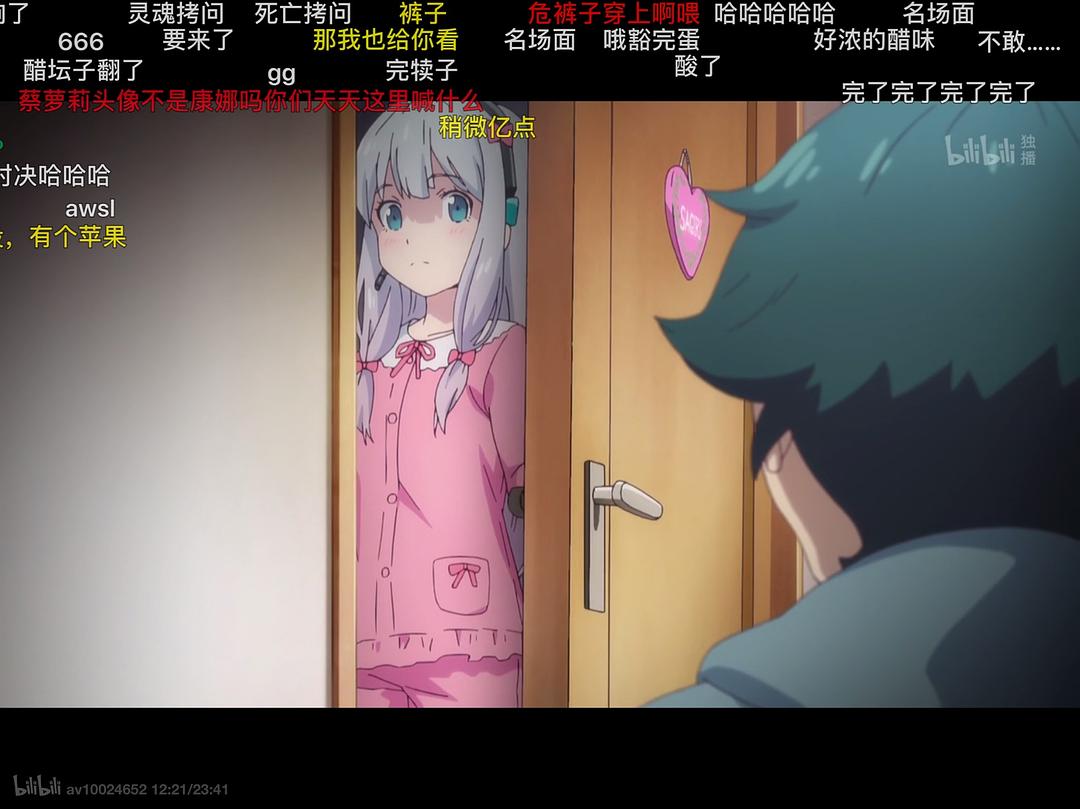 问了
灵魂拷问
死亡拷问
裤子
危裤子穿上啊喂
哈哈哈哈哈
名场面
666
要来了
那我也给你看
名场面
哦豁完蛋
好浓的醋味
不敢……
醋坛子翻了
gg
完犊子
酸了
蔡萝莉头像不是康娜吗你们天天这里喊什么
完了完了完了完了
稍微亿点
bilibili 独播
对决哈哈哈
awsl
，有个苹果
bilibili av10024652 12:21/23:41